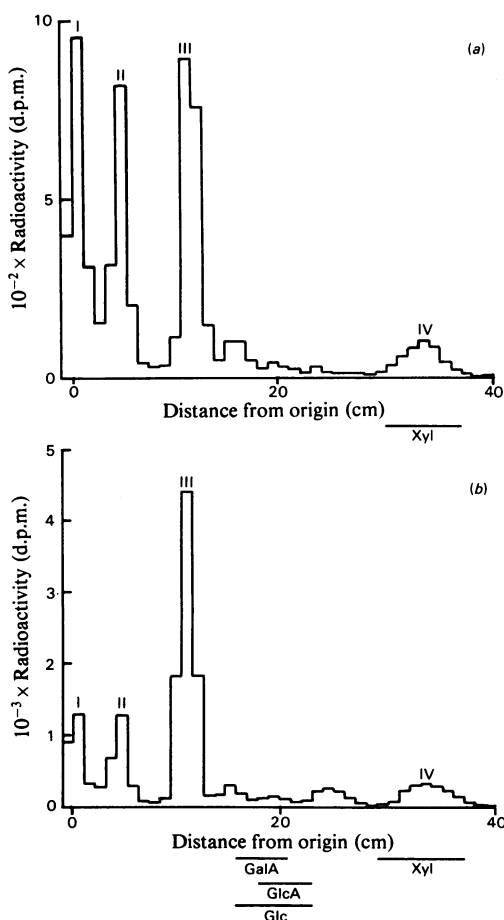 10
I
II
III
(a)
5
10⁻² × Radioactivity (d.p.m.)
IV
0
0
20
40
Distance from origin (cm)
Xyl
5
(b)
III
4
3
10⁻³ × Radioactivity (d.p.m.)
2
I
II
1
IV
0
0
20
40
Distance from origin (cm)
GalA
Xyl
GlcA
Glc